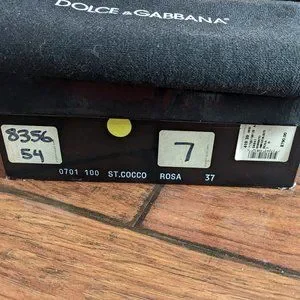 DOLCE & GABBANA
8356
54
7
0701 100 ST.COCCO ROSA 37